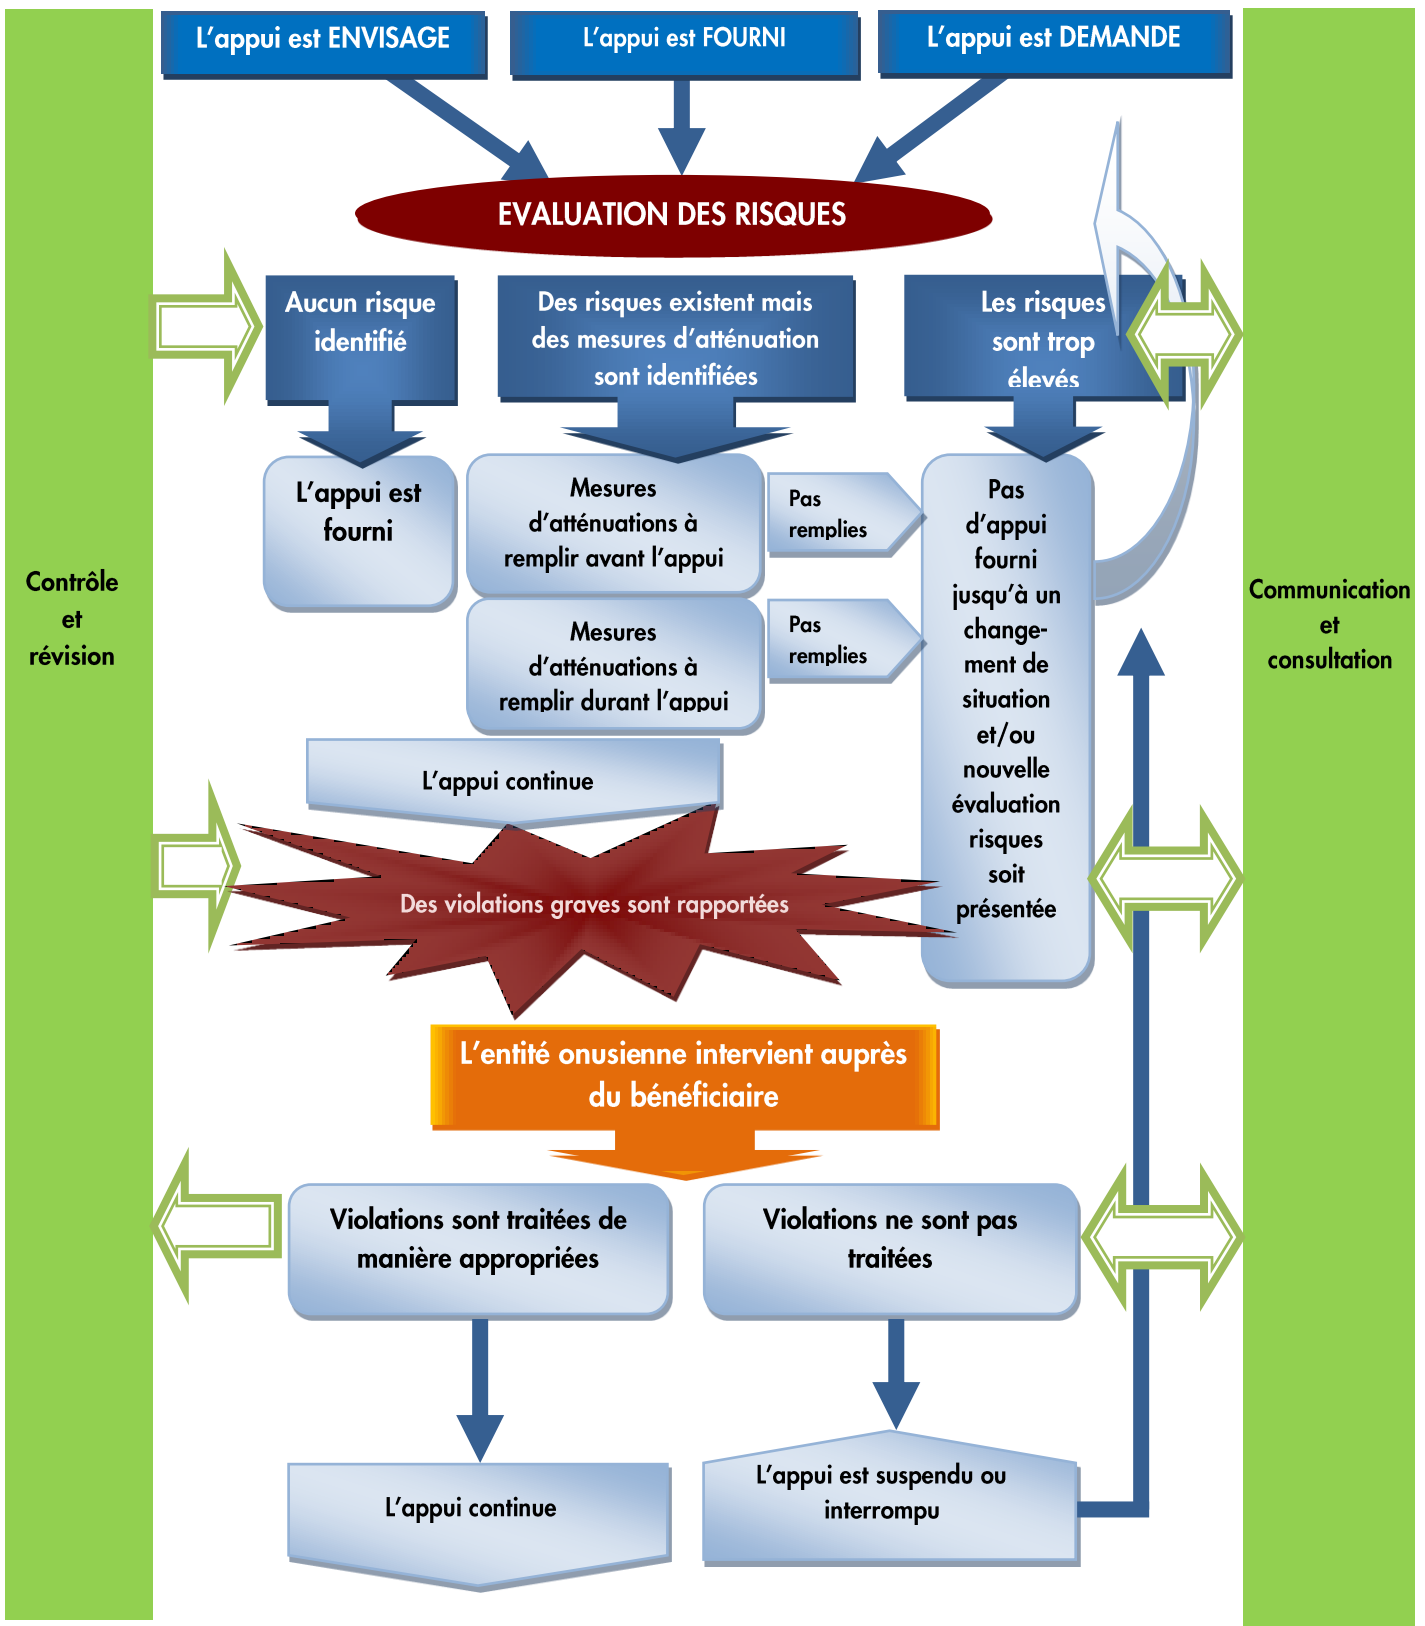 L'appui est ENVISAGE
L'appui est FOURNI
L'appui est DEMANDE
EVALUATION DES RISQUES
Aucun risque
identifié
Des risques existent mais
des mesures d'atténuation
sont identifiées
Les risques
sont trop
élevés
L'appui est
fourni
Mesures
d'atténuations à
remplir avant l'appui
Pas
remplies
Mesures
d'atténuations à
remplir durant l'appui
Pas
remplies
Pas
d'appui
fourni
jusqu'à un
change-
ment de
situation
et/ou
nouvelle
évaluation
risques
soit
présentée
Contrôle
et
révision
Communication
et
consultation
L'appui continue
Des violations graves sont rapportées
L'entité onusienne intervient auprès
du bénéficiaire
Violations sont traitées de
manière appropriées
Violations ne sont pas
traitées
L'appui continue
L'appui est suspendu ou
interrompu